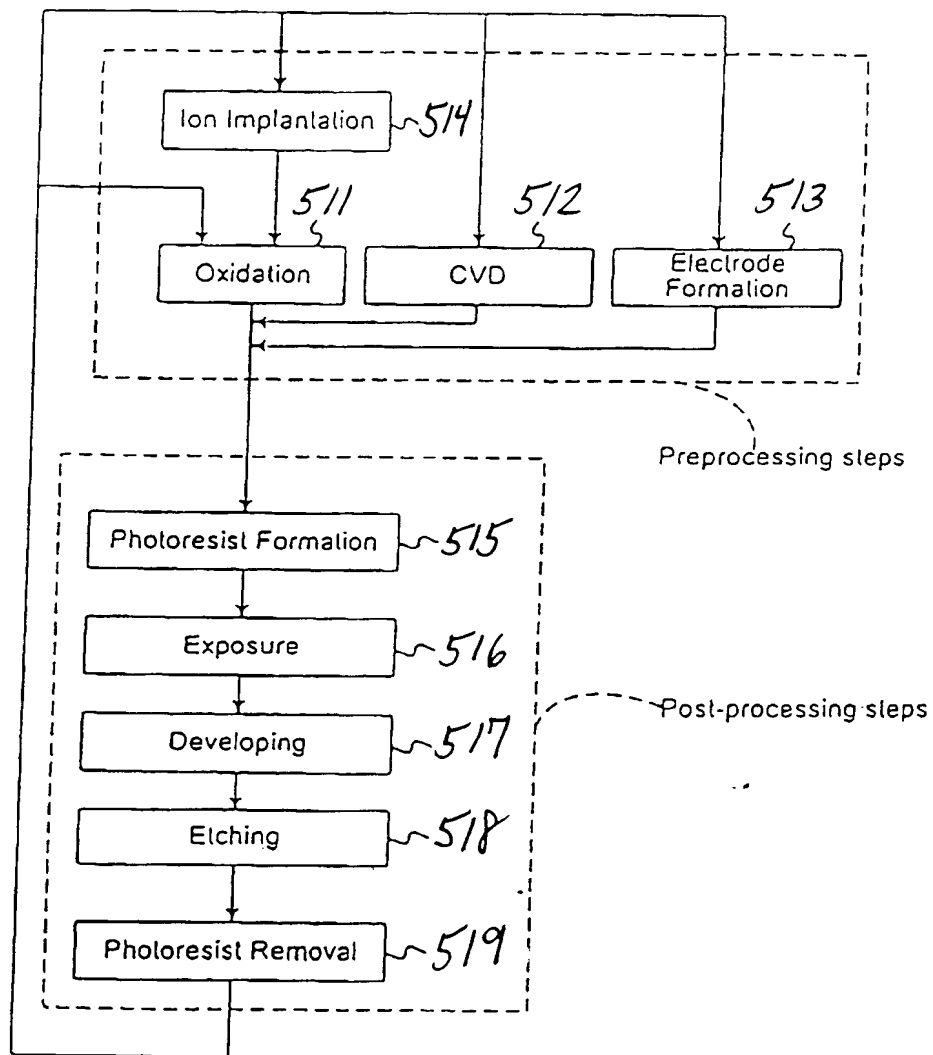 Ion Implantation 514
511 512 513
Oxidation CVD Electrode
Formation
Preprocessing steps
Photoresist Formation 515
Exposure 516
Developing 517
Post-processing steps
Etching 518
Photoresist Removal 519